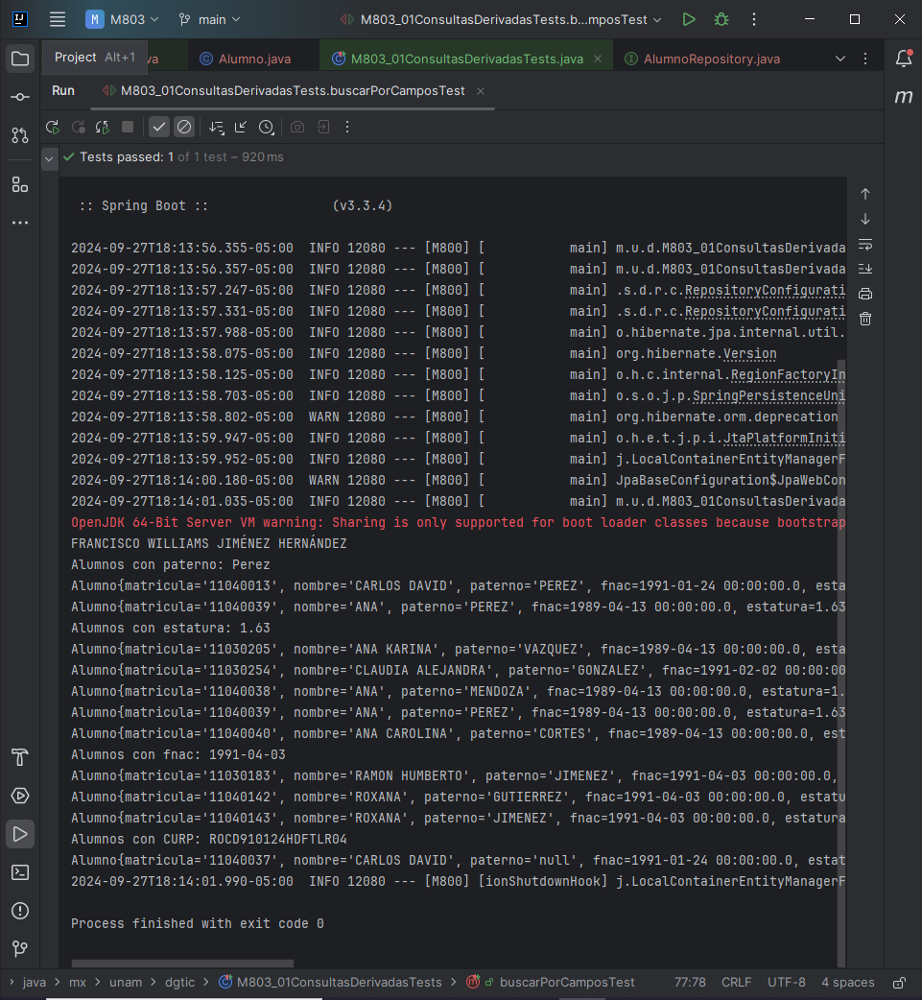 M M803 main M803_01ConsultasDerivadasTests.b...mposTest
Project Alt+1 va Alumno.java M803_01ConsultasDerivadasTests.java AlumnoRepository.java
Run M803_01ConsultasDerivadasTests.buscarPorCamposTest
Tests passed: 1 of 1 test – 920 ms
:: Spring Boot :: (v3.3.4)
2024-09-27T18:13:56.355-05:00 INFO 12080 --- [M800] [ main] m.u.d.M803_01ConsultasDerivada
2024-09-27T18:13:56.357-05:00 INFO 12080 --- [M800] [ main] m.u.d.M803_01ConsultasDerivada
2024-09-27T18:13:57.247-05:00 INFO 12080 --- [M800] [ main] .s.d.r.c.RepositoryConfigurati
2024-09-27T18:13:57.331-05:00 INFO 12080 --- [M800] [ main] .s.d.r.c.RepositoryConfigurati
2024-09-27T18:13:57.988-05:00 INFO 12080 --- [M800] [ main] o.hibernate.jpa.internal.util.
2024-09-27T18:13:58.075-05:00 INFO 12080 --- [M800] [ main] org.hibernate.Version
2024-09-27T18:13:58.125-05:00 INFO 12080 --- [M800] [ main] o.h.c.internal.RegionFactoryIn
2024-09-27T18:13:58.703-05:00 INFO 12080 --- [M800] [ main] o.s.o.j.p.SpringPersistenceUni
2024-09-27T18:13:58.802-05:00 WARN 12080 --- [M800] [ main] org.hibernate.orm.deprecation
2024-09-27T18:13:59.947-05:00 INFO 12080 --- [M800] [ main] o.h.e.t.j.p.i.JtaPlatformIniti
2024-09-27T18:13:59.952-05:00 INFO 12080 --- [M800] [ main] j.LocalContainerEntityManagerF
2024-09-27T18:14:00.180-05:00 WARN 12080 --- [M800] [ main] JpaBaseConfiguration$JpaWebCon
2024-09-27T18:14:01.035-05:00 INFO 12080 --- [M800] [ main] m.u.d.M803_01ConsultasDerivada
OpenJDK 64-Bit Server VM warning: Sharing is only supported for boot loader classes because bootstrap
FRANCISCO WILLIAMS JIMÉNEZ HERNÁNDEZ
Alumnos con paterno: Perez
Alumno{matricula='11040013', nombre='CARLOS DAVID', paterno='PEREZ', fnac=1991-01-24 00:00:00.0, esta
Alumno{matricula='11040039', nombre='ANA', paterno='PEREZ', fnac=1989-04-13 00:00:00.0, estatura=1.63
Alumnos con estatura: 1.63
Alumno{matricula='11030205', nombre='ANA KARINA', paterno='VAZQUEZ', fnac=1989-04-13 00:00:00.0, esta
Alumno{matricula='11030254', nombre='CLAUDIA ALEJANDRA', paterno='GONZALEZ', fnac=1991-02-02 00:00:00
Alumno{matricula='11040038', nombre='ANA', paterno='MENDOZA', fnac=1989-04-13 00:00:00.0, estatura=1.
Alumno{matricula='11040039', nombre='ANA', paterno='PEREZ', fnac=1989-04-13 00:00:00.0, estatura=1.63
Alumno{matricula='11040040', nombre='ANA CAROLINA', paterno='CORTES', fnac=1989-04-13 00:00:00.0, est
Alumnos con fnac: 1991-04-03
Alumno{matricula='11030183', nombre='RAMON HUMBERTO', paterno='JIMENEZ', fnac=1991-04-03 00:00:00.0,
Alumno{matricula='11040142', nombre='ROXANA', paterno='GUTIERREZ', fnac=1991-04-03 00:00:00.0, estatu
Alumno{matricula='11040143', nombre='ROXANA', paterno='JIMENEZ', fnac=1991-04-03 00:00:00.0, estatura
Alumnos con CURP: ROCD910124HDFTLR04
Alumno{matricula='11040037', nombre='CARLOS DAVID', paterno='null', fnac=1991-01-24 00:00:00.0, estat
2024-09-27T18:14:01.990-05:00 INFO 12080 --- [M800] [ionShutdownHook] j.LocalContainerEntityManagerF
Process finished with exit code 0
java > mx > unam > dgtic > M803_01ConsultasDerivadasTests > buscarPorCamposTest 77:78 CRLF UTF-8 4 spaces